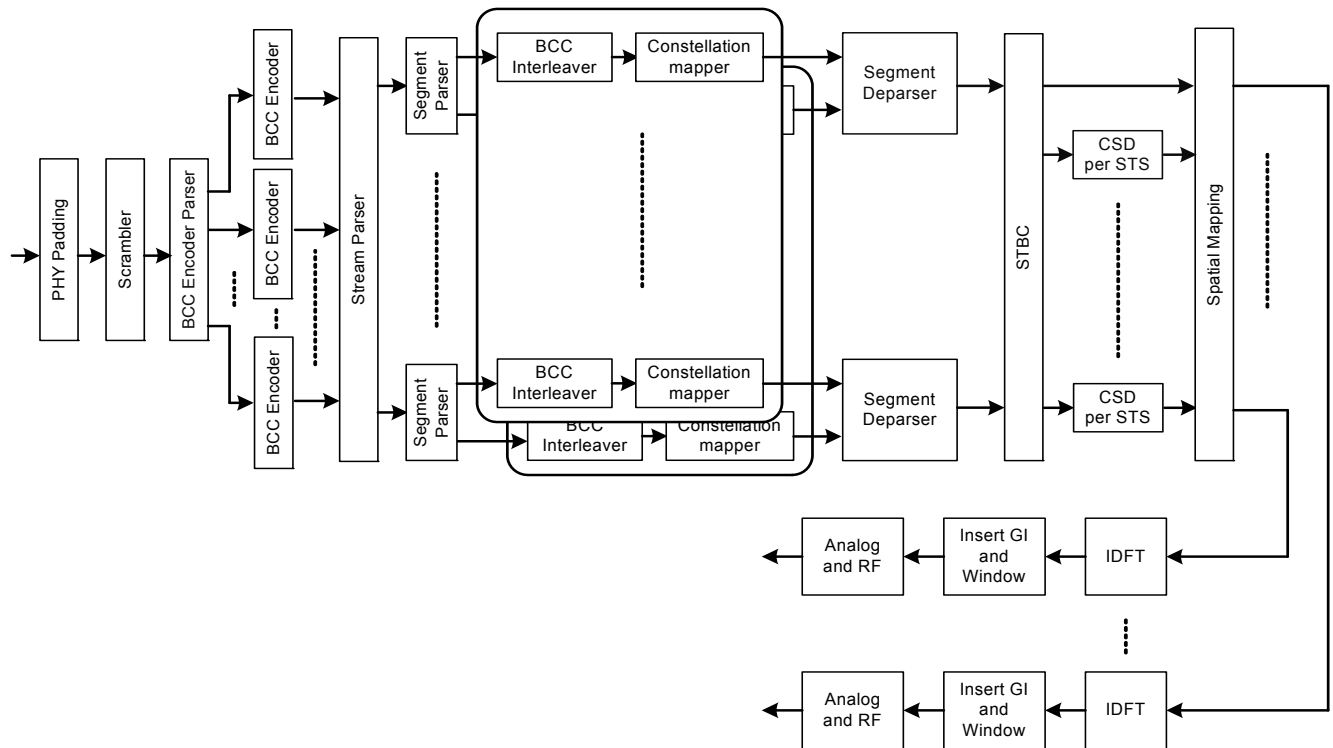 PHY Padding
Scrambler
BCC Encoder Parser
BCC Encoder
BCC Encoder
BCC Encoder
Stream Parser
Segment
Parser
Segment
Parser
BCC
Interleaver
Constellation
mapper
BCC
Interleaver
Constellation
mapper
BCC
Interleaver
Constellation
mapper
Segment
Deparser
Segment
Deparser
STBC
CSD
per STS
CSD
per STS
Spatial Mapping
Analog
and RF
Insert GI
and
Window
IDFT
Analog
and RF
Insert GI
and
Window
IDFT